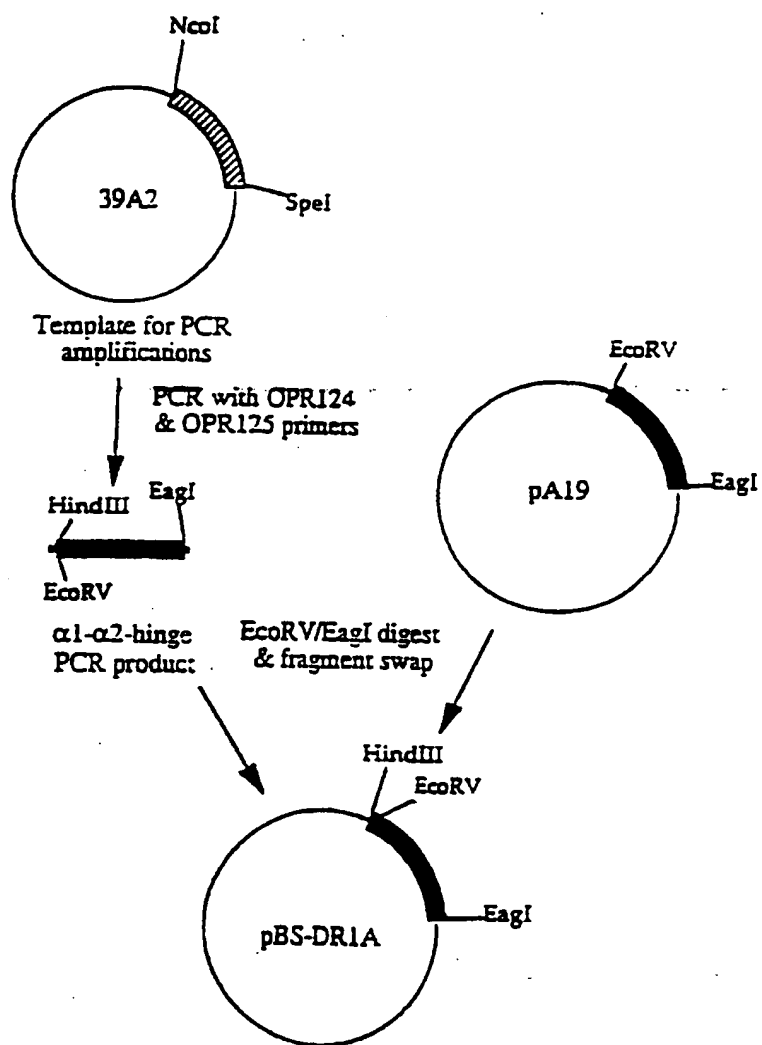 NcoI
39A2
SpeI
Template for PCR
amplifications
PCR with OPR124
& OPR125 primers
EcoRV
pA19
EagI
HindIII
EagI
EcoRV
α1-α2-hinge
PCR product
EcoRV/EagI digest
& fragment swap
HindIII
EcoRV
pBS-DR1A
EagI